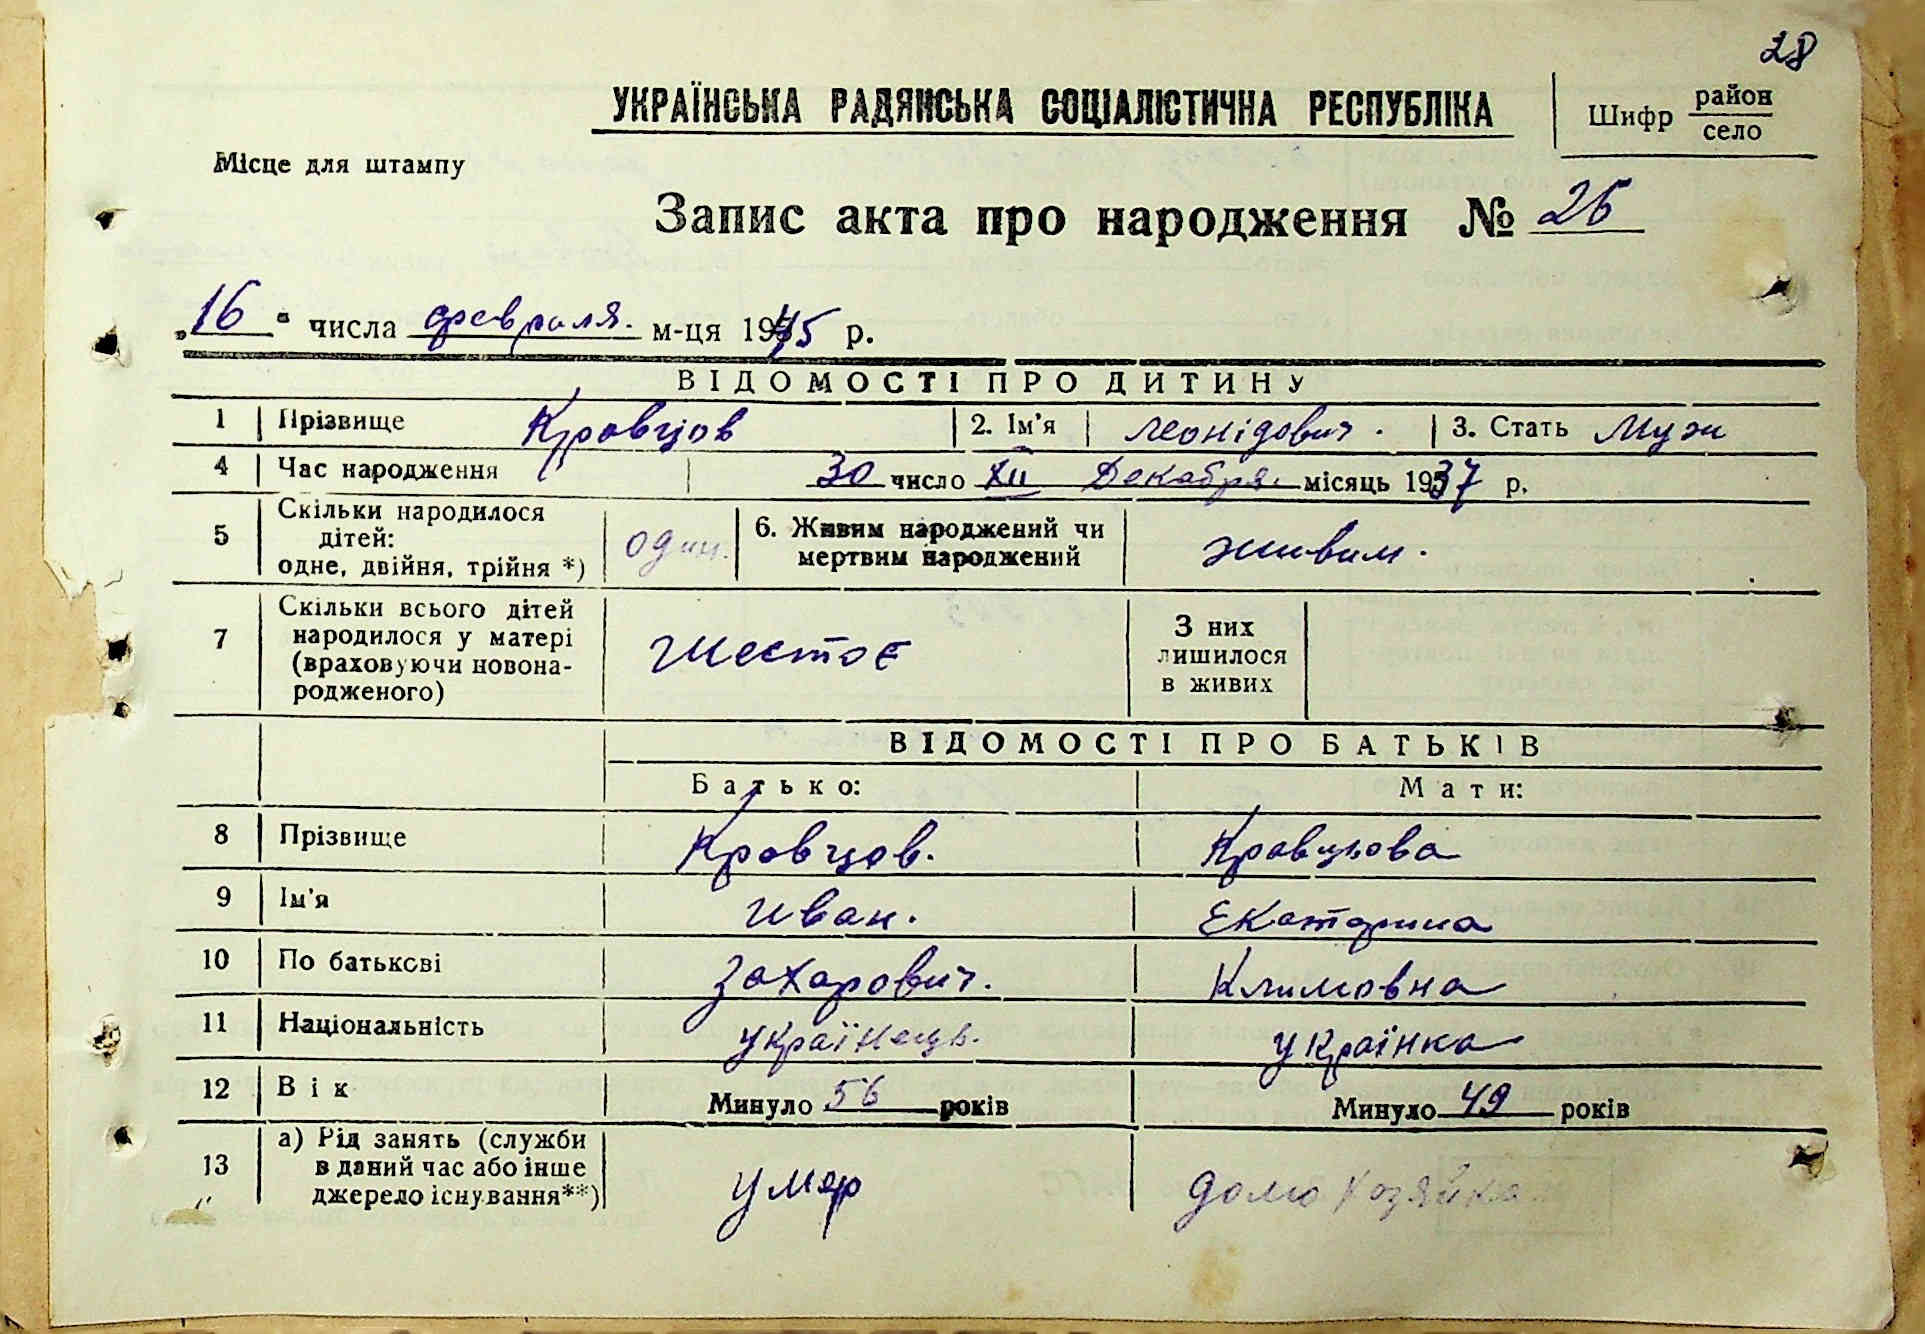 28
УКРАЇНСЬКА РАДЯНСЬКА СОЦІАЛІСТИЧНА РЕСПУБЛІКА
Шифр район
село
Місце для штампу
Запис акта про народження № 26
„16“ числа февраля. м-ця 1945 р.
ВІДОМОСТІ ПРО ДИТИНУ
1 Прізвище Кровцов 2. Ім'я леонідович. 3. Стать Муж
4 Час народження 30 число XII Декабря. місяць 1937 р.
5 Скільки народилося дітей: одне, двійня, трійня *) один. 6. Живим народжений чи мертвим народжений живим.
7 Скільки всього дітей народилося у матері (враховуючи новонародженого) шестоє З них лишилося в живих
ВІДОМОСТІ ПРО БАТЬКІВ
Батько: Мати:
8 Прізвище Кровцов. Кровцьова
9 Ім'я Иван. Екатерина
10 По батькові Захарович. Климовна
11 Національність українець. українка
12 Вік Минуло 56 років Минуло 49 років
13 а) Рід занять (служби в даний час або інше джерело існування**) умер домохозяйка